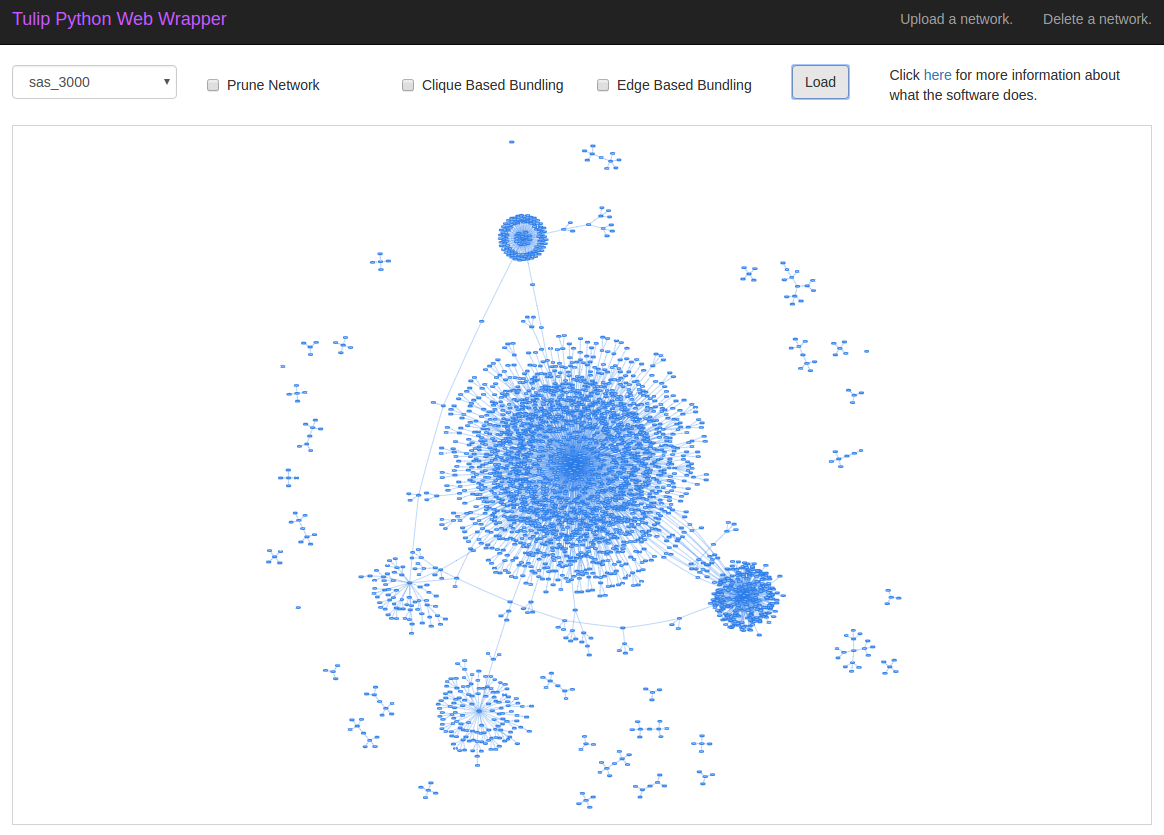 Tulip Python Web Wrapper
Upload a network.
Delete a network.
sas_3000
Prune Network
Clique Based Bundling
Edge Based Bundling
Load
Click here for more information about
what the software does.